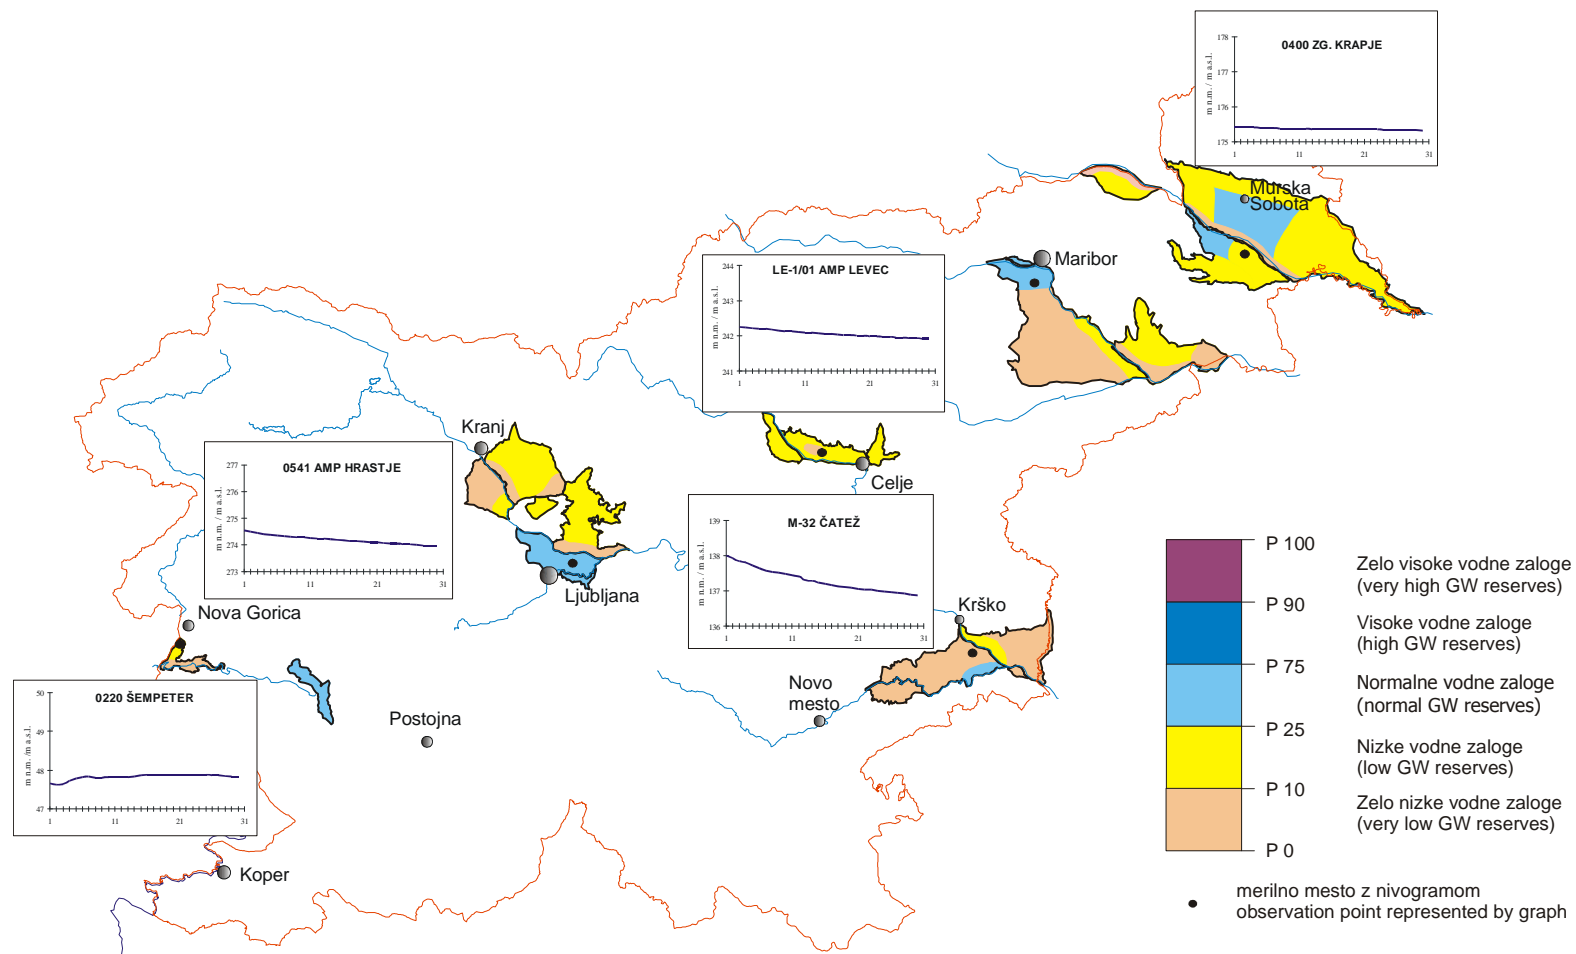 0400 ZG. KRAPJE
m n.m. / m a.s.l.
178
177
176
175
1 11 21 31
Murska
Sobota
Maribor
LE-1/01 AMP LEVEC
m n.m. / m a.s.l.
244
243
242
241
1 11 21 31
Kranj
Celje
0541 AMP HRASTJE
m n.m. / m a.s.l.
277
276
275
274
273
1 11 21 31
M-32 ČATEŽ
m n.m. / m a.s.l.
139
138
137
136
1 11 21 31
Ljubljana
Nova Gorica
Krško
Novo
mesto
Postojna
0220 ŠEMPETER
m n.m. /m a.s.l.
50
49
48
47
1 11 21 31
Koper
P 100
Zelo visoke vodne zaloge
(very high GW reserves)
P 90
Visoke vodne zaloge
(high GW reserves)
P 75
Normalne vodne zaloge
(normal GW reserves)
P 25
Nizke vodne zaloge
(low GW reserves)
P 10
Zelo nizke vodne zaloge
(very low GW reserves)
P 0
merilno mesto z nivogramom
observation point represented by graph